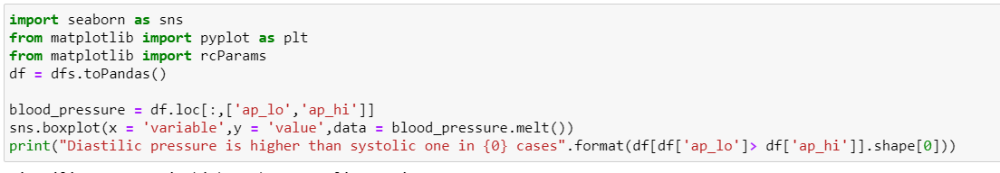 import seaborn as sns
from matplotlib import pyplot as plt
from matplotlib import rcParams
df = dfs.toPandas()
blood_pressure = df.loc[:,['ap_lo','ap_hi']]
sns.boxplot(x = 'variable',y = 'value',data = blood_pressure.melt())
print("Diastilic pressure is higher than systolic one in {0} cases".format(df[df['ap_lo']> df['ap_hi']].shape[0]))